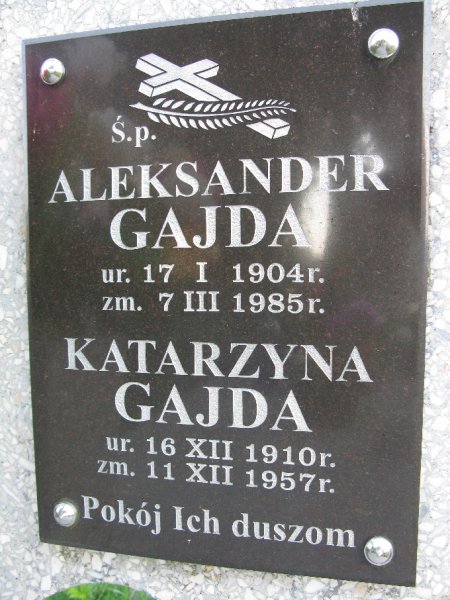 Ś.p.
ALEKSANDER
GAJDA
ur. 17 I 1904r.
zm. 7 III 1985r.
KATARZYNA
GAJDA
ur. 16 XII 1910r.
zm. 11 XII 1957r.
Pokój Ich duszom